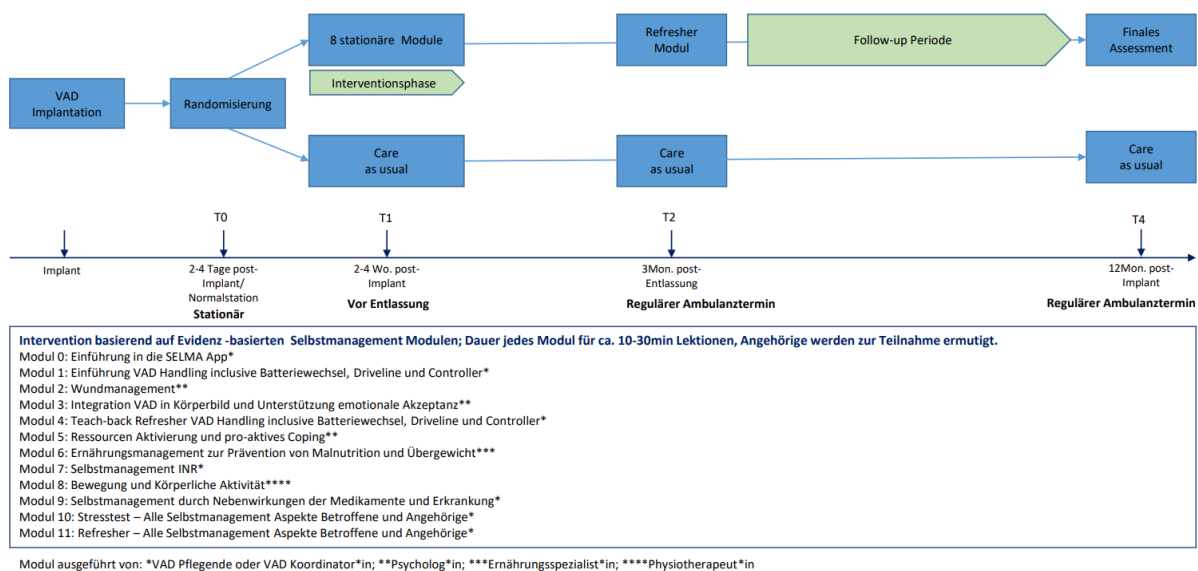 8 stationäre Module
Refresher
Modul
Follow-up Periode
Finales
Assessment
Interventionsphase
VAD
Implantation
Randomisierung
Care
as usual
Care
as usual
Care
as usual
T0
T1
T2
T4
Implant
2-4 Tage post-
Implant/
Normalstation
Stationär
2-4 Wo. post-
Implant
Vor Entlassung
3Mon. post-
Entlassung
Regulärer Ambulanztermin
12Mon. post-
Implant
Regulärer Ambulanztermin
Intervention basierend auf Evidenz -basierten Selbstmanagement Modulen; Dauer jedes Modul für ca. 10-30min Lektionen, Angehörige werden zur Teilnahme ermutigt.
Modul 0: Einführung in die SELMA App*
Modul 1: Einführung VAD Handling inclusive Batteriewechsel, Driveline und Controller*
Modul 2: Wundmanagement**
Modul 3: Integration VAD in Körperbild und Unterstützung emotionale Akzeptanz**
Modul 4: Teach-back Refresher VAD Handling inclusive Batteriewechsel, Driveline und Controller*
Modul 5: Ressourcen Aktivierung und pro-aktives Coping**
Modul 6: Ernährungsmanagement zur Prävention von Malnutrition und Übergewicht***
Modul 7: Selbstmanagement INR*
Modul 8: Bewegung und Körperliche Aktivität****
Modul 9: Selbstmanagement durch Nebenwirkungen der Medikamente und Erkrankung*
Modul 10: Stresstest – Alle Selbstmanagement Aspekte Betroffene und Angehörige*
Modul 11: Refresher – Alle Selbstmanagement Aspekte Betroffene und Angehörige*
Modul ausgeführt von: *VAD Pflegende oder VAD Koordinator*in; **Psycholog*in; ***Ernährungsspezialist*in; ****Physiotherapeut*in